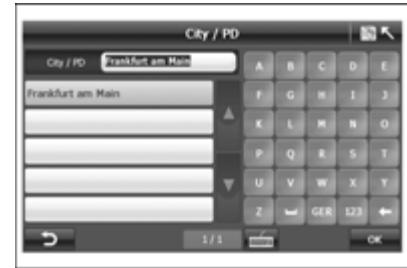 City / PD
City / PD Frankfurt am Main
A B C D E
Frankfurt am Main
F G H I J
K L M N O
P Q R S T
U V W X Y
Z GER 123
1/1
OK